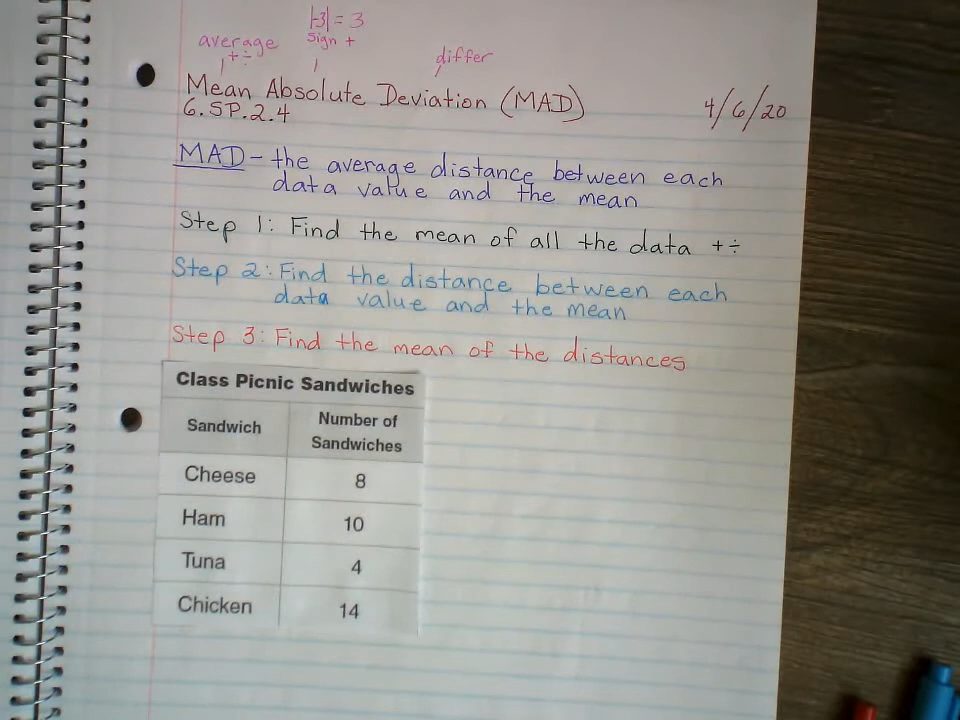 |-3| = 3
average sign + differ
+ ÷
Mean Absolute Deviation (MAD) 4/6/20
6.SP.2.4
MAD - the average distance between each
data value and the mean
Step 1: Find the mean of all the data + ÷
Step 2: Find the distance between each
data value and the mean
Step 3: Find the mean of the distances
Class Picnic Sandwiches
Sandwich Number of Sandwiches
Cheese 8
Ham 10
Tuna 4
Chicken 14